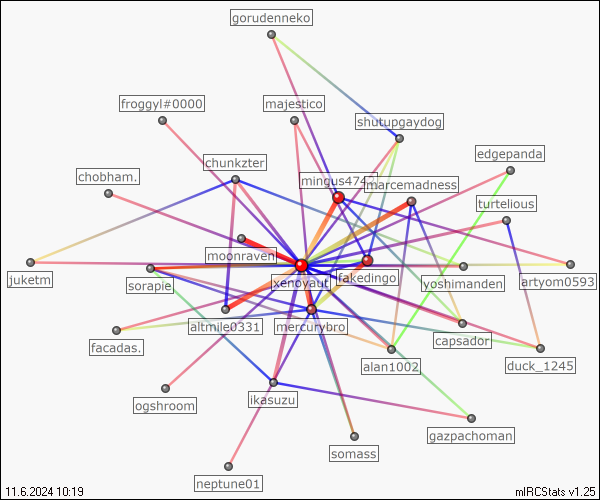 gorudenneko
froggyl#0000
majestico
shutupgaydog
edgepanda
chunkzter
chobham.
mingus4742
marcemadness
turtelious
moonraven
juketm
sorapie
xenoyaut
fakedingo
yoshimanden
artyom0593
altmile0331
mercurybro
capsador
facadas.
alan1002
duck_1245
ogshroom
ikasuzu
gazpachoman
somass
neptune01
11.6.2024 10:19
mIRCStats v1.25